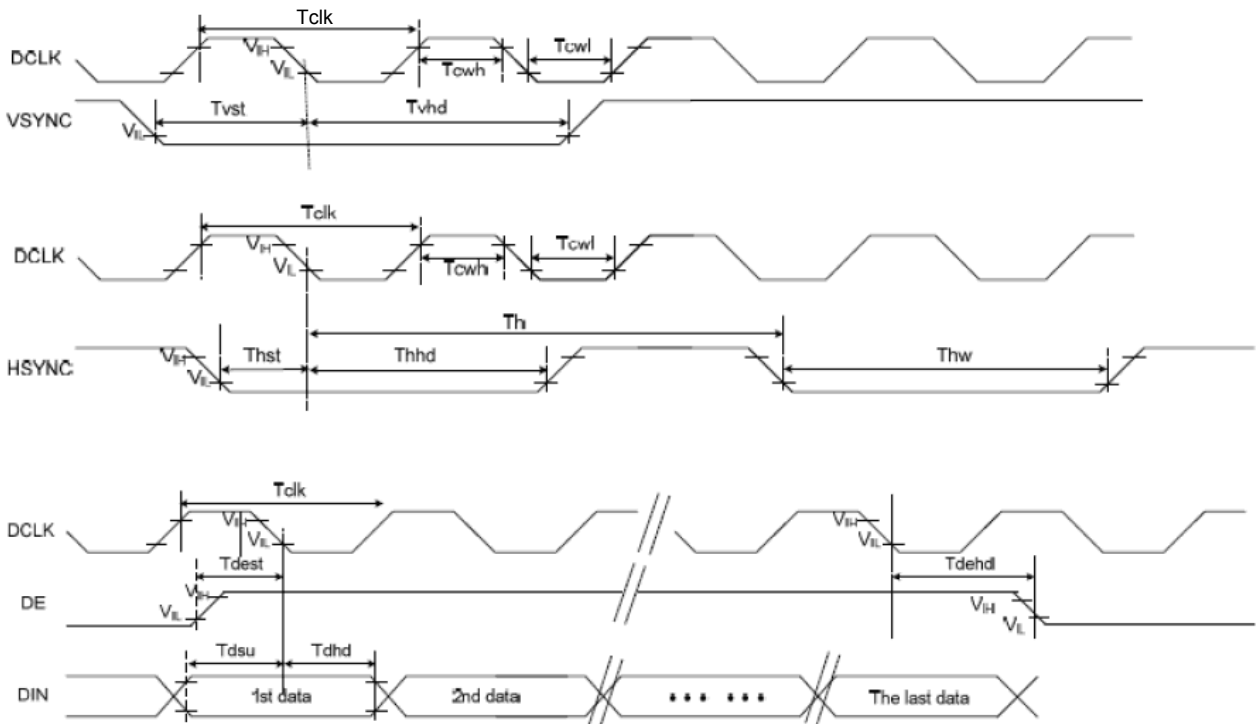 Tclk
DCLK
VIH
VIL
Tcwh
Tcwl
VSYNC
VIL
Tvst
Tvhd
Tclk
DCLK
VIH
VIL
Tcwh
Tcwl
Th
HSYNC
VIH
VIL
Thst
Thhd
Thw
Tclk
DCLK
VIH
VIL
VIH
VIL
Tdest
Tdehd
DE
VIH
VIL
VIH
VIL
Tdsu
Tdhd
DIN
1st data
2nd data
••• •••
The last data